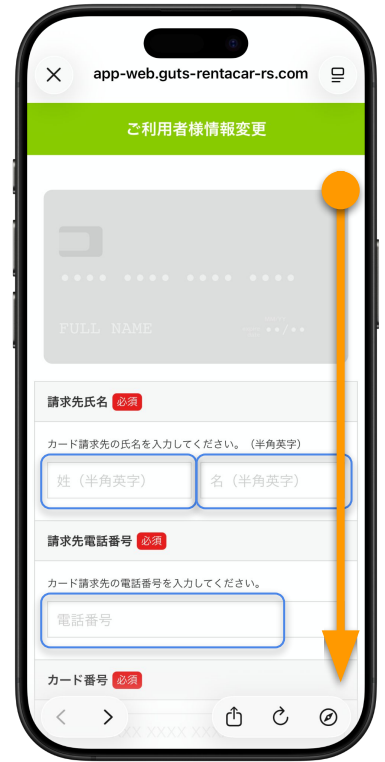 app-web.guts-rentacar-rs.com
ご利用者様情報変更
•••• •••• •••• ••••
FULL NAME
••/••
請求先氏名 必須
カード請求先の氏名を入力してください。(半角英字)
姓(半角英字) 名(半角英字)
請求先電話番号 必須
カード請求先の電話番号を入力してください。
電話番号
カード番号 必須
XX XXXX XXX